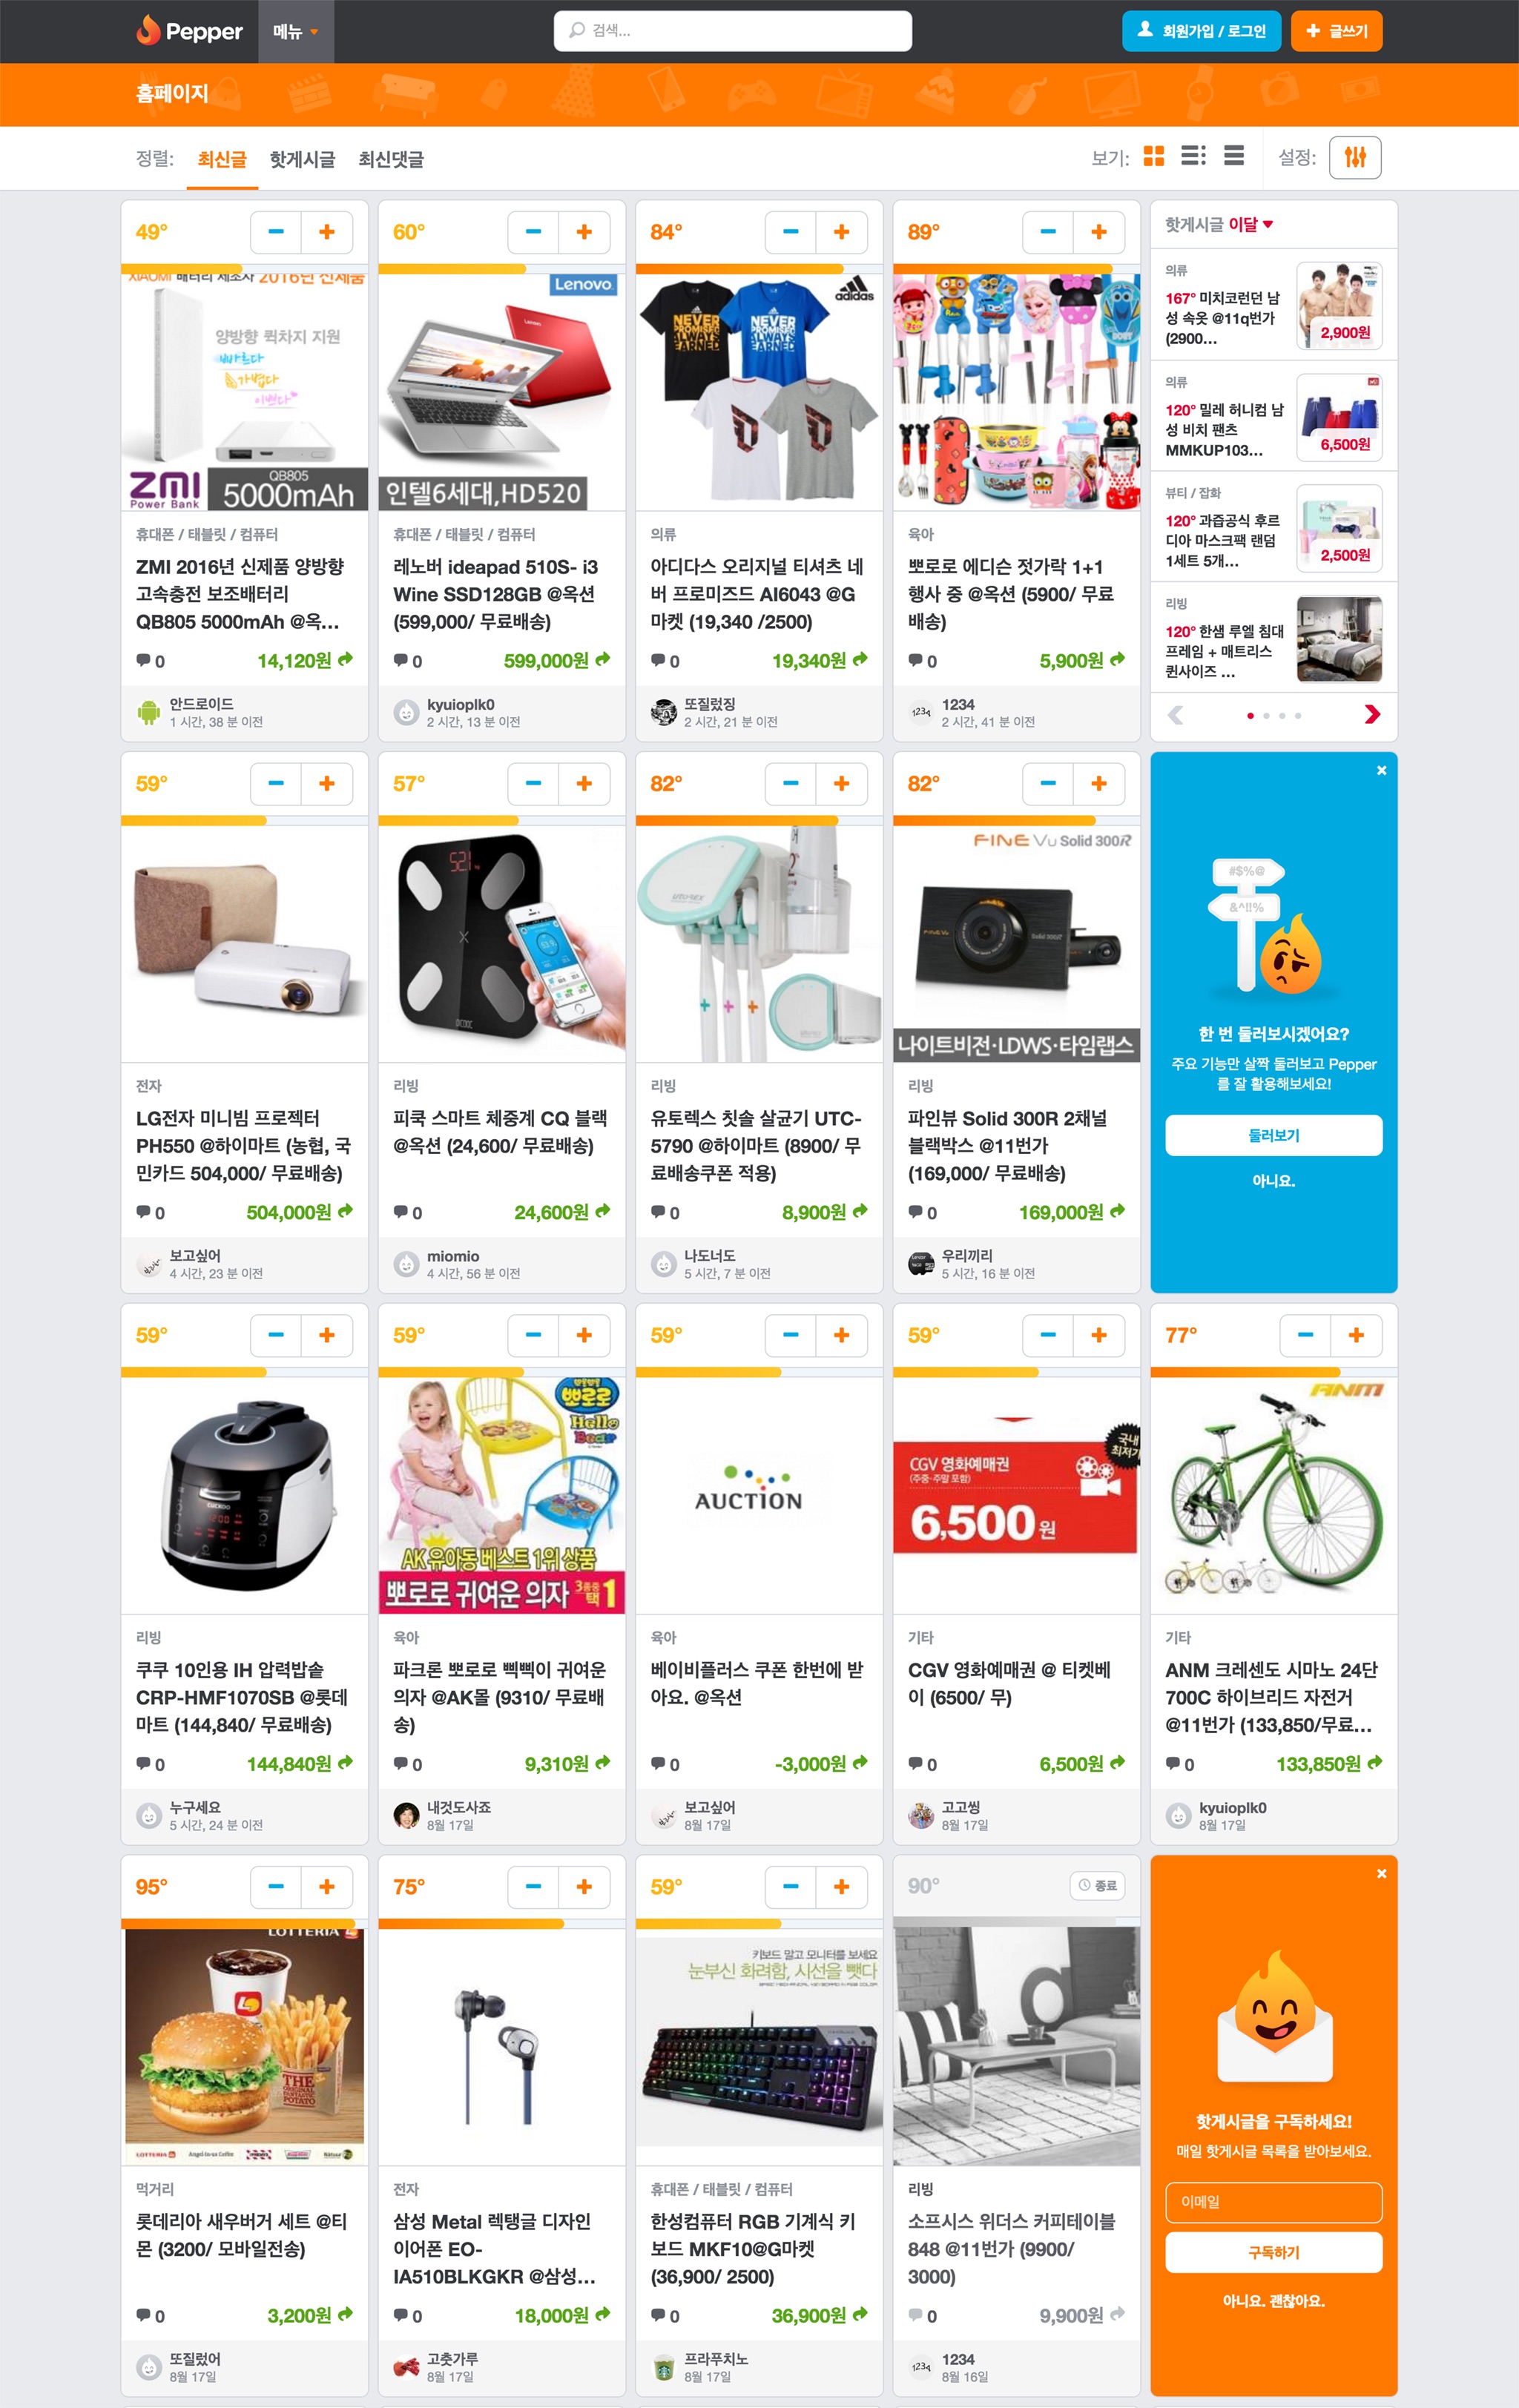 Pepper
메뉴
검색...
회원가입 / 로그인
글쓰기
홈페이지
정렬:
최신글
핫게시글
최신댓글
보기:
설정:
49°
XIAOMI 배터리 제조사 2016년 신제품
양방향 퀵차지 지원
빠르다
가볍다
이쁘다
ZMI
Power Bank
QB805
5000mAh
휴대폰 / 태블릿 / 컴퓨터
ZMI 2016년 신제품 양방향
고속충전 보조배터리
QB805 5000mAh @옥...
0
14,120원
안드로이드
1 시간, 38 분 이전
60°
Lenovo
인텔6세대,HD520
휴대폰 / 태블릿 / 컴퓨터
레노버 ideapad 510S- i3
Wine SSD128GB @옥션
(599,000/ 무료배송)
0
599,000원
kyuioplk0
2 시간, 13 분 이전
84°
adidas
NEVER
PROMISED
ALWAYS
EARNED
NEVER
PROMISED
ALWAYS
EARNED
의류
아디다스 오리지널 티셔츠 네
버 프로미즈드 AI6043 @G
마켓 (19,340 /2500)
0
19,340원
또질렀징
2 시간, 21 분 이전
89°
육아
뽀로로 에디슨 젓가락 1+1
행사 중 @옥션 (5900/ 무료
배송)
0
5,900원
1234
1234
2 시간, 41 분 이전
핫게시글 이달
의류
167° 미치코런던 남
성 속옷 @11q번가
(2900...
2,900원
의류
120° 밀레 허니컴 남
성 비치 팬츠
MMKUP103...
6,500원
뷰티 / 잡화
120° 과즙공식 후르
디아 마스크팩 랜덤
1세트 5개...
2,500원
리빙
120° 한샘 루엘 침대
프레임 + 매트리스
퀸사이즈 ...
59°
전자
LG전자 미니빔 프로젝터
PH550 @하이마트 (농협, 국
민카드 504,000/ 무료배송)
0
504,000원
보고싶어
4 시간, 23 분 이전
57°
52.1
PICOOC
리빙
피쿡 스마트 체중계 CQ 블랙
@옥션 (24,600/ 무료배송)
0
24,600원
miomio
4 시간, 56 분 이전
82°
리빙
유토렉스 칫솔 살균기 UTC-
5790 @하이마트 (8900/ 무
료배송쿠폰 적용)
0
8,900원
나도너도
5 시간, 7 분 이전
82°
FINE Vu Solid 300R
나이트비전·LDWS·타임랩스
리빙
파인뷰 Solid 300R 2채널
블랙박스 @11번가
(169,000/ 무료배송)
0
169,000원
우리끼리
5 시간, 16 분 이전
#$%@
&^!!%
한 번 둘러보시겠어요?
주요 기능만 살짝 둘러보고 Pepper
를 잘 활용해보세요!
둘러보기
아니요.
59°
CUCKOO
리빙
쿠쿠 10인용 IH 압력밥솥
CRP-HMF1070SB @롯데
마트 (144,840/ 무료배송)
0
144,840원
누구세요
5 시간, 24 분 이전
59°
뽀로로
Hello
Bear
AK 유아동 베스트 1위 상품
뽀로로 귀여운 의자 3종중 택 1
육아
파크론 뽀로로 삑삑이 귀여운
의자 @AK몰 (9310/ 무료배
송)
0
9,310원
내것도사죠
8월 17일
59°
AUCTION
육아
베이비플러스 쿠폰 한번에 받
아요. @옥션
0
-3,000원
보고싶어
8월 17일
59°
국내
최저가
CGV 영화예매권
(주중·주말 포함)
6,500원
기타
CGV 영화예매권 @ 티켓베
이 (6500/ 무)
0
6,500원
고고씽
8월 17일
77°
ANM
기타
ANM 크레센도 시마노 24단
700C 하이브리드 자전거
@11번가 (133,850/무료...
0
133,850원
kyuioplk0
8월 17일
95°
LOTTERIA
THE
ORIGINAL
FANTASTIC
POTATO
LOTTERIA
Angel-in-us Coffee
먹거리
롯데리아 새우버거 세트 @티
몬 (3200/ 모바일전송)
0
3,200원
또질렀어
8월 17일
75°
전자
삼성 Metal 렉탱글 디자인
이어폰 EO-
IA510BLKGKR @삼성...
0
18,000원
고춧가루
8월 17일
59°
키보드 말고 모니터를 보세요
눈부신 화려함, 시선을 뺏다
휴대폰 / 태블릿 / 컴퓨터
한성컴퓨터 RGB 기계식 키
보드 MKF10@G마켓
(36,900/ 2500)
0
36,900원
프라푸치노
8월 17일
90°
종료
리빙
소프시스 위더스 커피테이블
848 @11번가 (9900/
3000)
0
9,900원
1234
1234
8월 16일
핫게시글을 구독하세요!
매일 핫게시글 목록을 받아보세요.
이메일
구독하기
아니요. 괜찮아요.